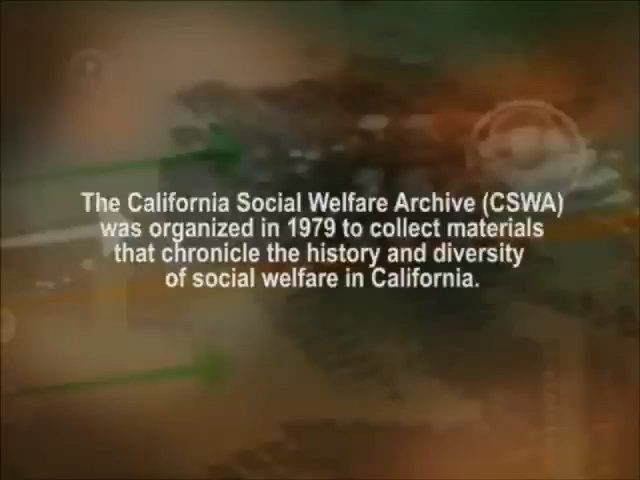 The California Social Welfare Archive (CSWA)
was organized in 1979 to collect materials
that chronicle the history and diversity
of social welfare in California.